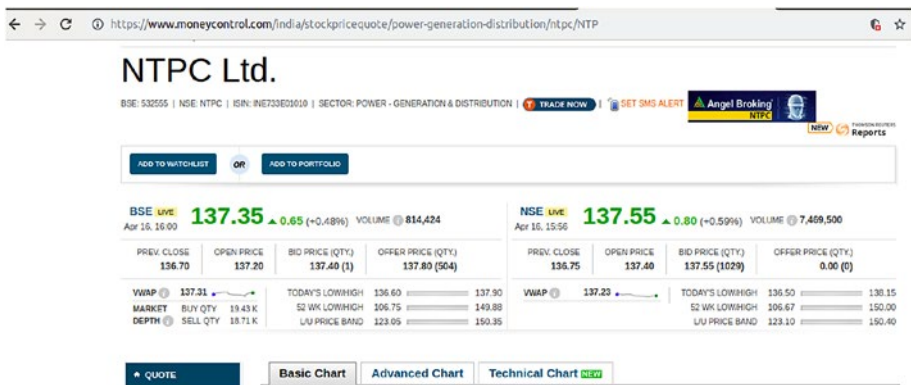 https://www.moneycontrol.com/india/stockpricequote/power-generation-distribution/ntpc/NTP
NTPC Ltd.
BSE: 532555 | NSE: NTPC | ISIN: INE733E01010 | SECTOR: POWER - GENERATION & DISTRIBUTION | TRADE NOW | SET SMS ALERT
Angel Broking
NTPC
NEW THOMSON REUTERS
Reports
ADD TO WATCHLIST OR ADD TO PORTFOLIO
BSE LIVE 137.35 ▲ 0.65 (+0.48%) VOLUME 814,424
Apr 16, 16:00
PREV. CLOSE OPEN PRICE BID PRICE (QTY.) OFFER PRICE (QTY.)
136.70 137.20 137.40 (1) 137.80 (504)
VWAP 137.31 TODAY'S LOW/HIGH 136.60 137.90
MARKET BUY QTY 19.43 K 52 WK LOW/HIGH 106.75 149.88
DEPTH SELL QTY 18.71 K L/U PRICE BAND 123.05 150.35
NSE LIVE 137.55 ▲ 0.80 (+0.59%) VOLUME 7,469,500
Apr 16, 15:56
PREV. CLOSE OPEN PRICE BID PRICE (QTY.) OFFER PRICE (QTY.)
136.75 137.40 137.55 (1029) 0.00 (0)
VWAP 137.23 TODAY'S LOW/HIGH 136.50 138.15
52 WK LOW/HIGH 106.67 150.00
L/U PRICE BAND 123.10 150.40
QUOTE Basic Chart Advanced Chart Technical Chart NEW